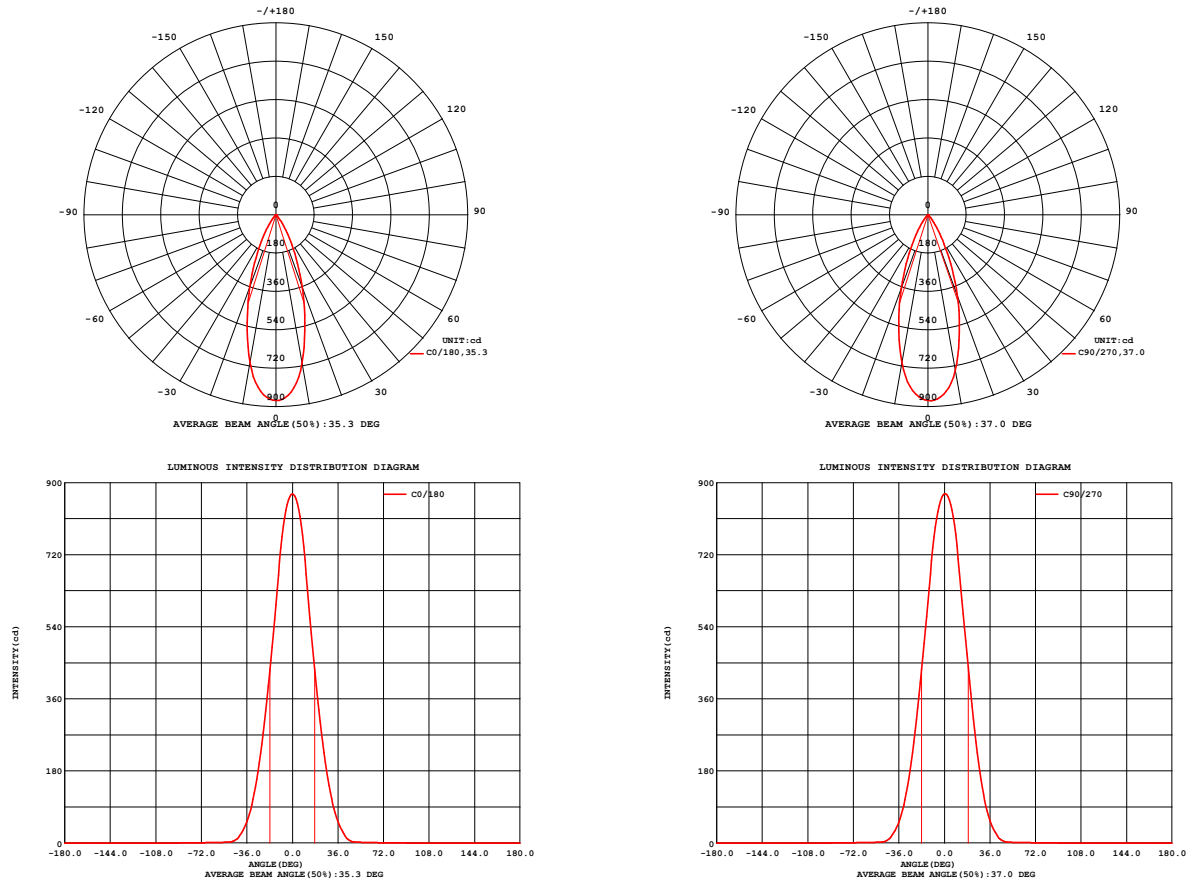 -/+180
-150
150
-120
120
0
-90
90
180
360
-60
540
60
UNIT:cd
720
C0/180,35.3
-30
900
30
0
AVERAGE BEAM ANGLE(50%):35.3 DEG
-/+180
-150
150
-120
120
0
-90
90
180
360
-60
540
60
UNIT:cd
720
C90/270,37.0
-30
900
30
0
AVERAGE BEAM ANGLE(50%):37.0 DEG
LUMINOUS INTENSITY DISTRIBUTION DIAGRAM
900
C0/180
720
540
INTENSITY(cd)
360
180
0
-180.0 -144.0 -108.0 -72.0 -36.0 0.0 36.0 72.0 108.0 144.0 180.0
ANGLE(DEG)
AVERAGE BEAM ANGLE(50%):35.3 DEG
LUMINOUS INTENSITY DISTRIBUTION DIAGRAM
900
C90/270
720
540
INTENSITY(cd)
360
180
0
-180.0 -144.0 -108.0 -72.0 -36.0 0.0 36.0 72.0 108.0 144.0 180.0
ANGLE(DEG)
AVERAGE BEAM ANGLE(50%):37.0 DEG